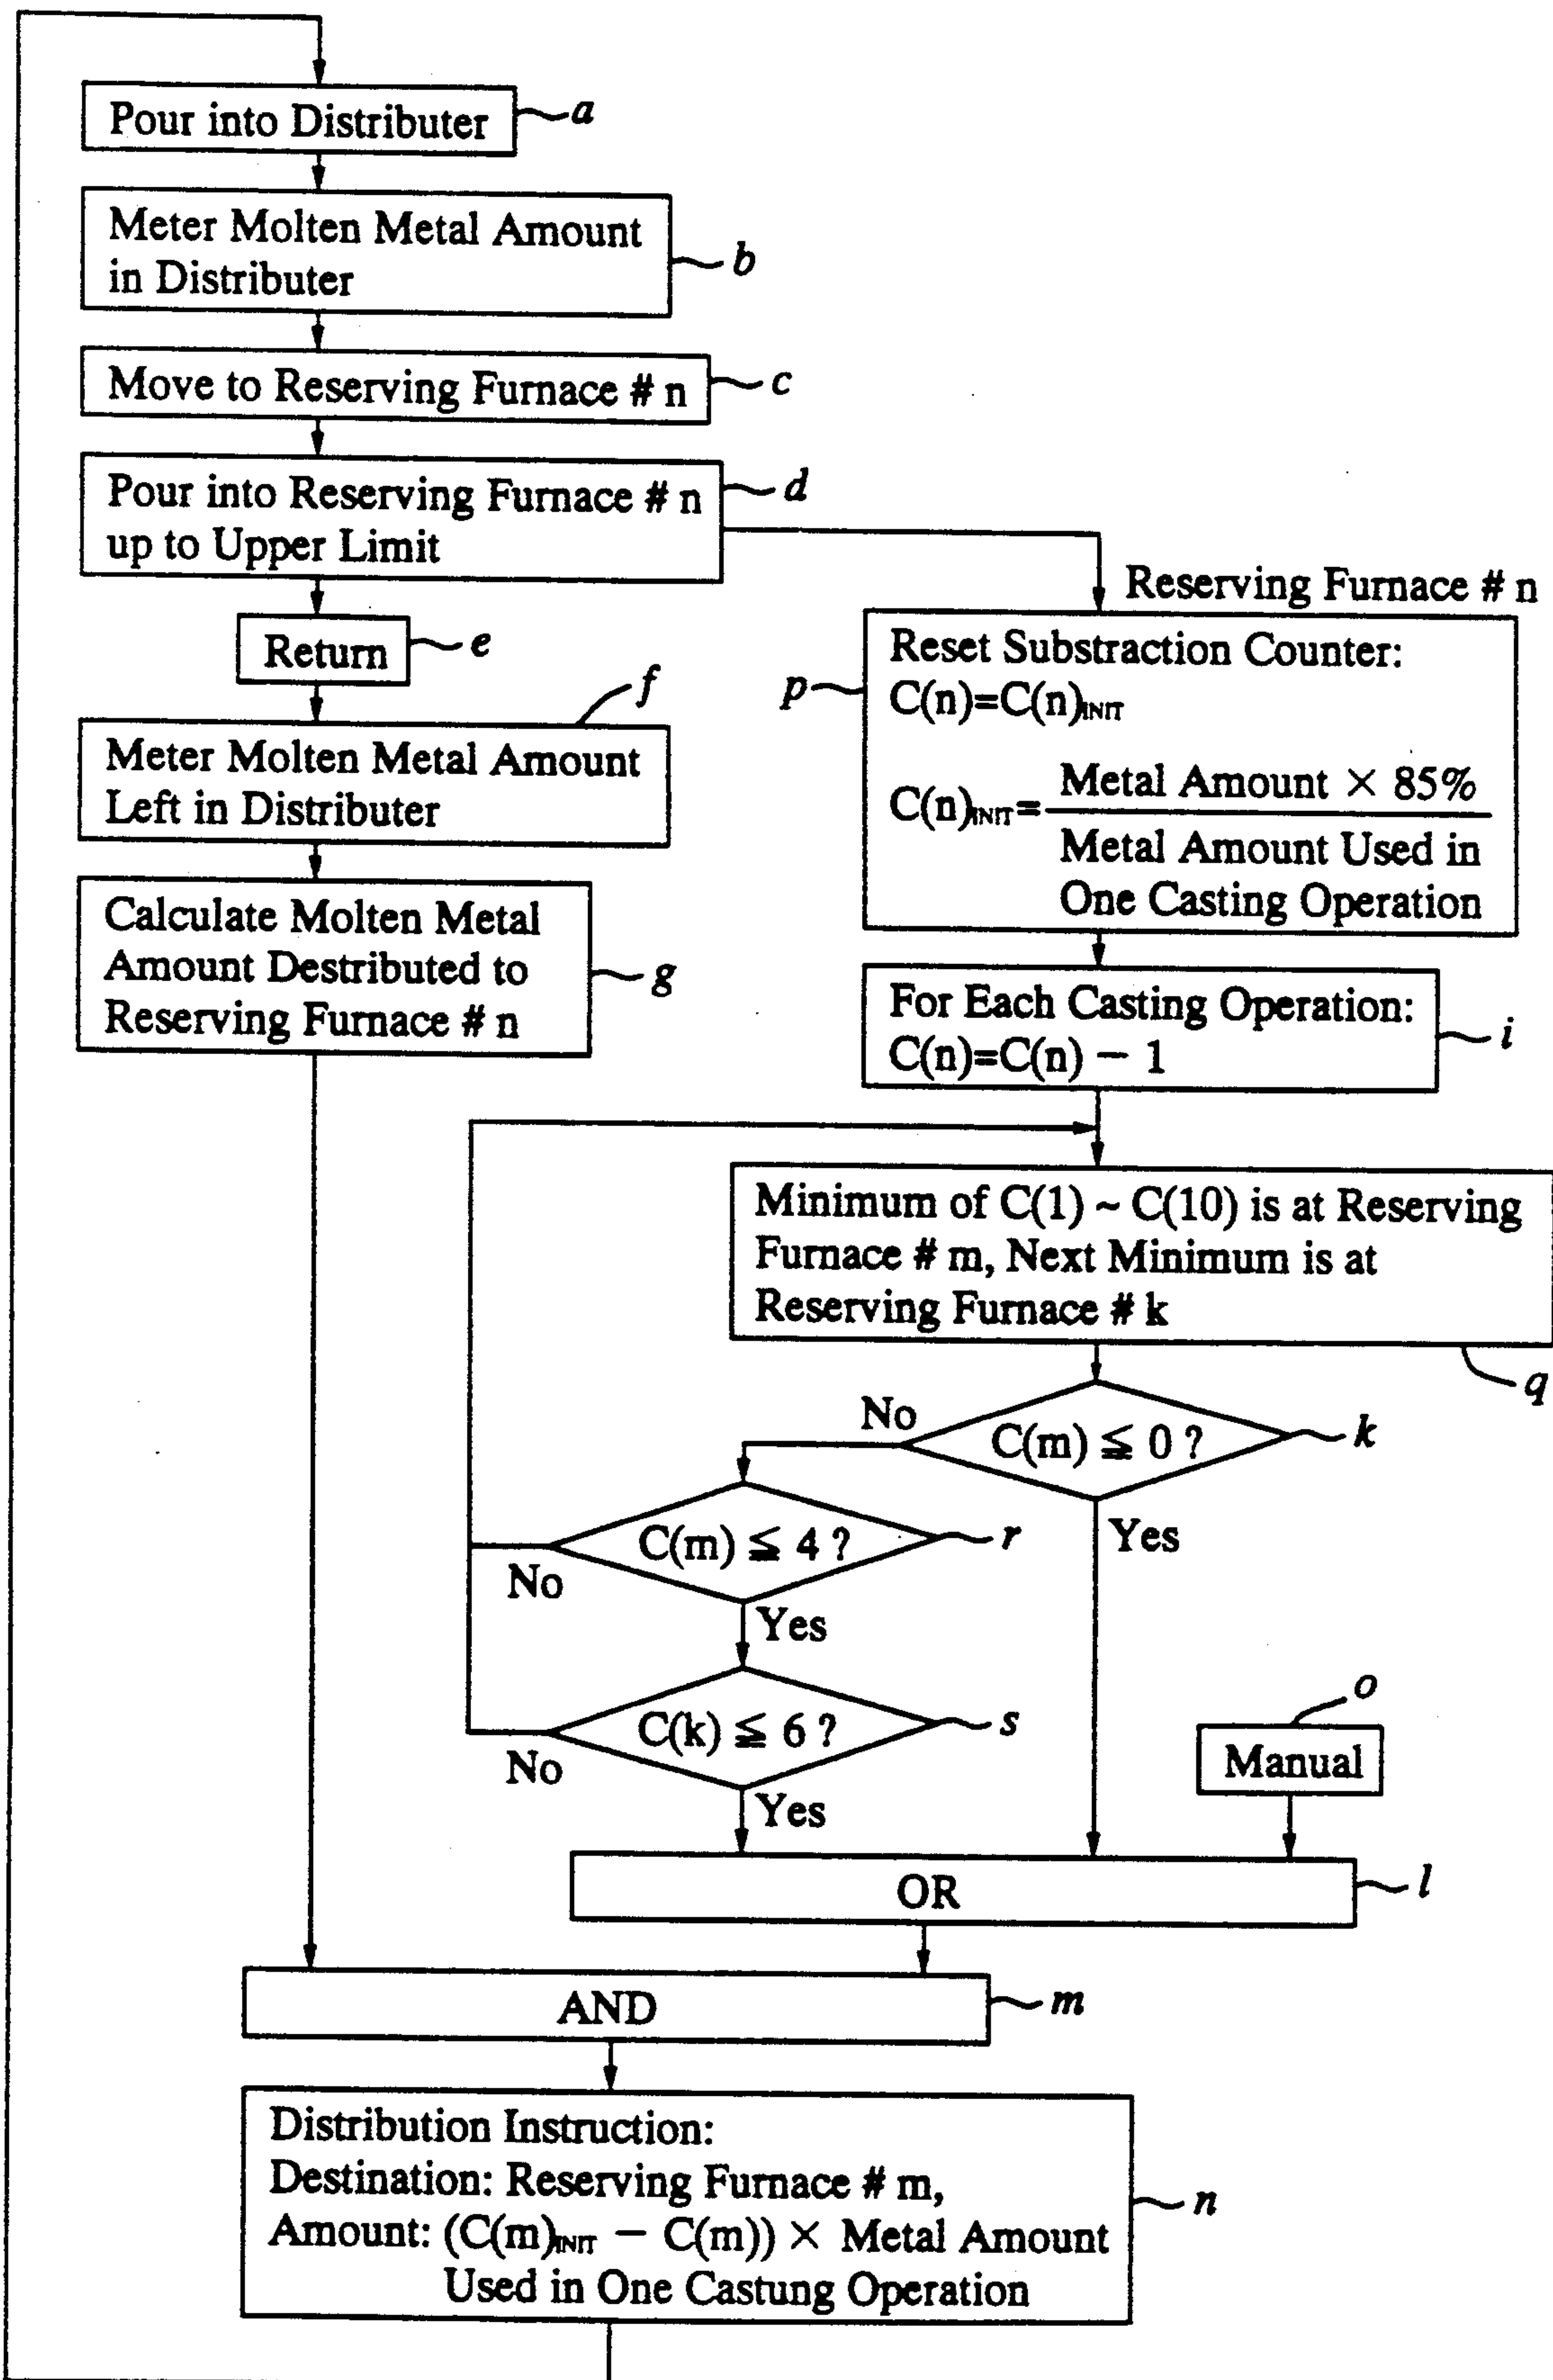 Pour into Distributer
a
Meter Molten Metal Amount
in Distributer
b
Move to Reserving Furnace # n
c
Pour into Reserving Furnace # n
up to Upper Limit
d
Return
e
f
Meter Molten Metal Amount
Left in Distributer
Calculate Molten Metal
Amount Destributed to
Reserving Furnace # n
g
Reserving Furnace # n
Reset Substraction Counter:
C(n)=C(n)INIT
p
C(n)INIT=
Metal Amount × 85%
Metal Amount Used in
One Casting Operation
For Each Casting Operation:
C(n)=C(n) − 1
i
Minimum of C(1) ~ C(10) is at Reserving
Furnace # m, Next Minimum is at
Reserving Furnace # k
q
C(m) ≦ 0 ?
k
No
Yes
C(m) ≦ 4 ?
r
No
Yes
C(k) ≦ 6 ?
s
No
Yes
o
Manual
OR
l
AND
m
Distribution Instruction:
Destination: Reserving Furnace # m,
Amount: (C(m)INIT − C(m)) × Metal Amount
Used in One Castung Operation
n